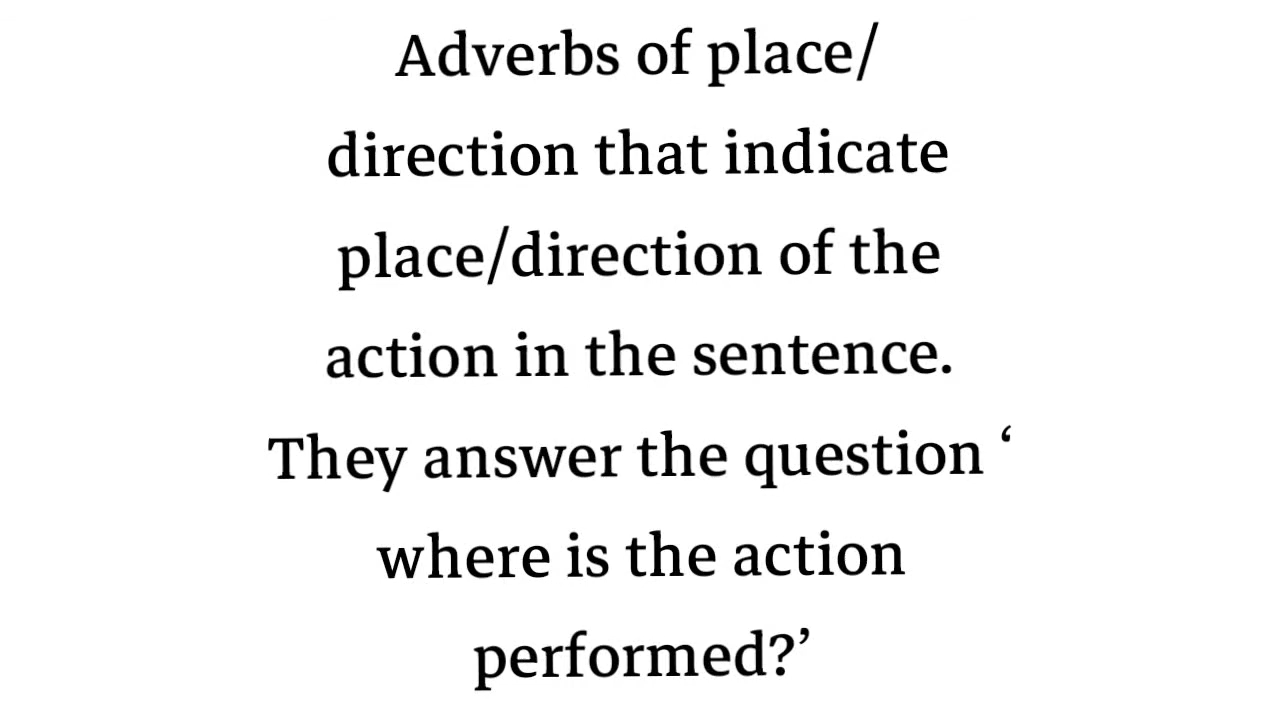 Adverbs of place/
direction that indicate
place/direction of the
action in the sentence.
They answer the question ‘
where is the action
performed?’